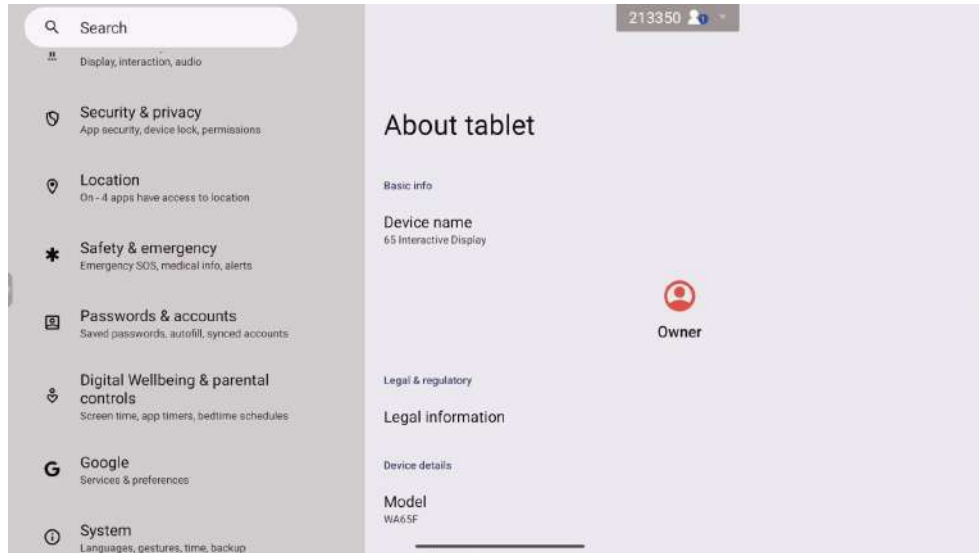 Search
213350
Display, interaction, audio
Security & privacy
App security, device lock, permissions
Location
On - 4 apps have access to location
Safety & emergency
Emergency SOS, medical info, alerts
Passwords & accounts
Saved passwords, autofill, synced accounts
Digital Wellbeing & parental
controls
Screen time, app timers, bedtime schedules
Google
Services & preferences
System
Languages, gestures, time, backup
About tablet
Basic info
Device name
65 Interactive Display
Owner
Legal & regulatory
Legal information
Device details
Model
WA65F